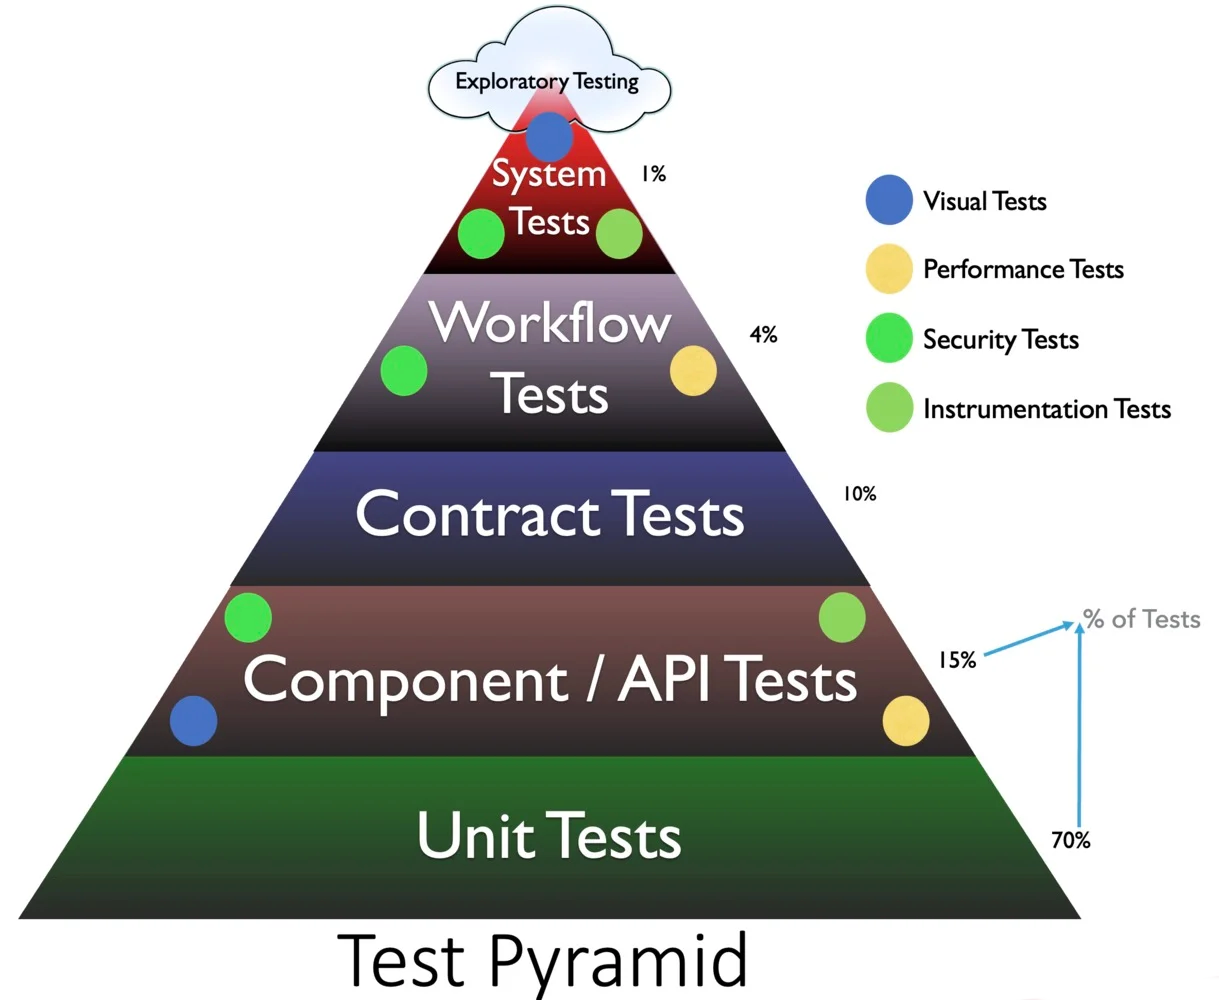 Exploratory Testing
System
Tests
1%
Visual Tests
Performance Tests
Security Tests
Instrumentation Tests
Workflow
Tests
4%
Contract Tests
10%
Component / API Tests
15%
% of Tests
Unit Tests
70%
Test Pyramid